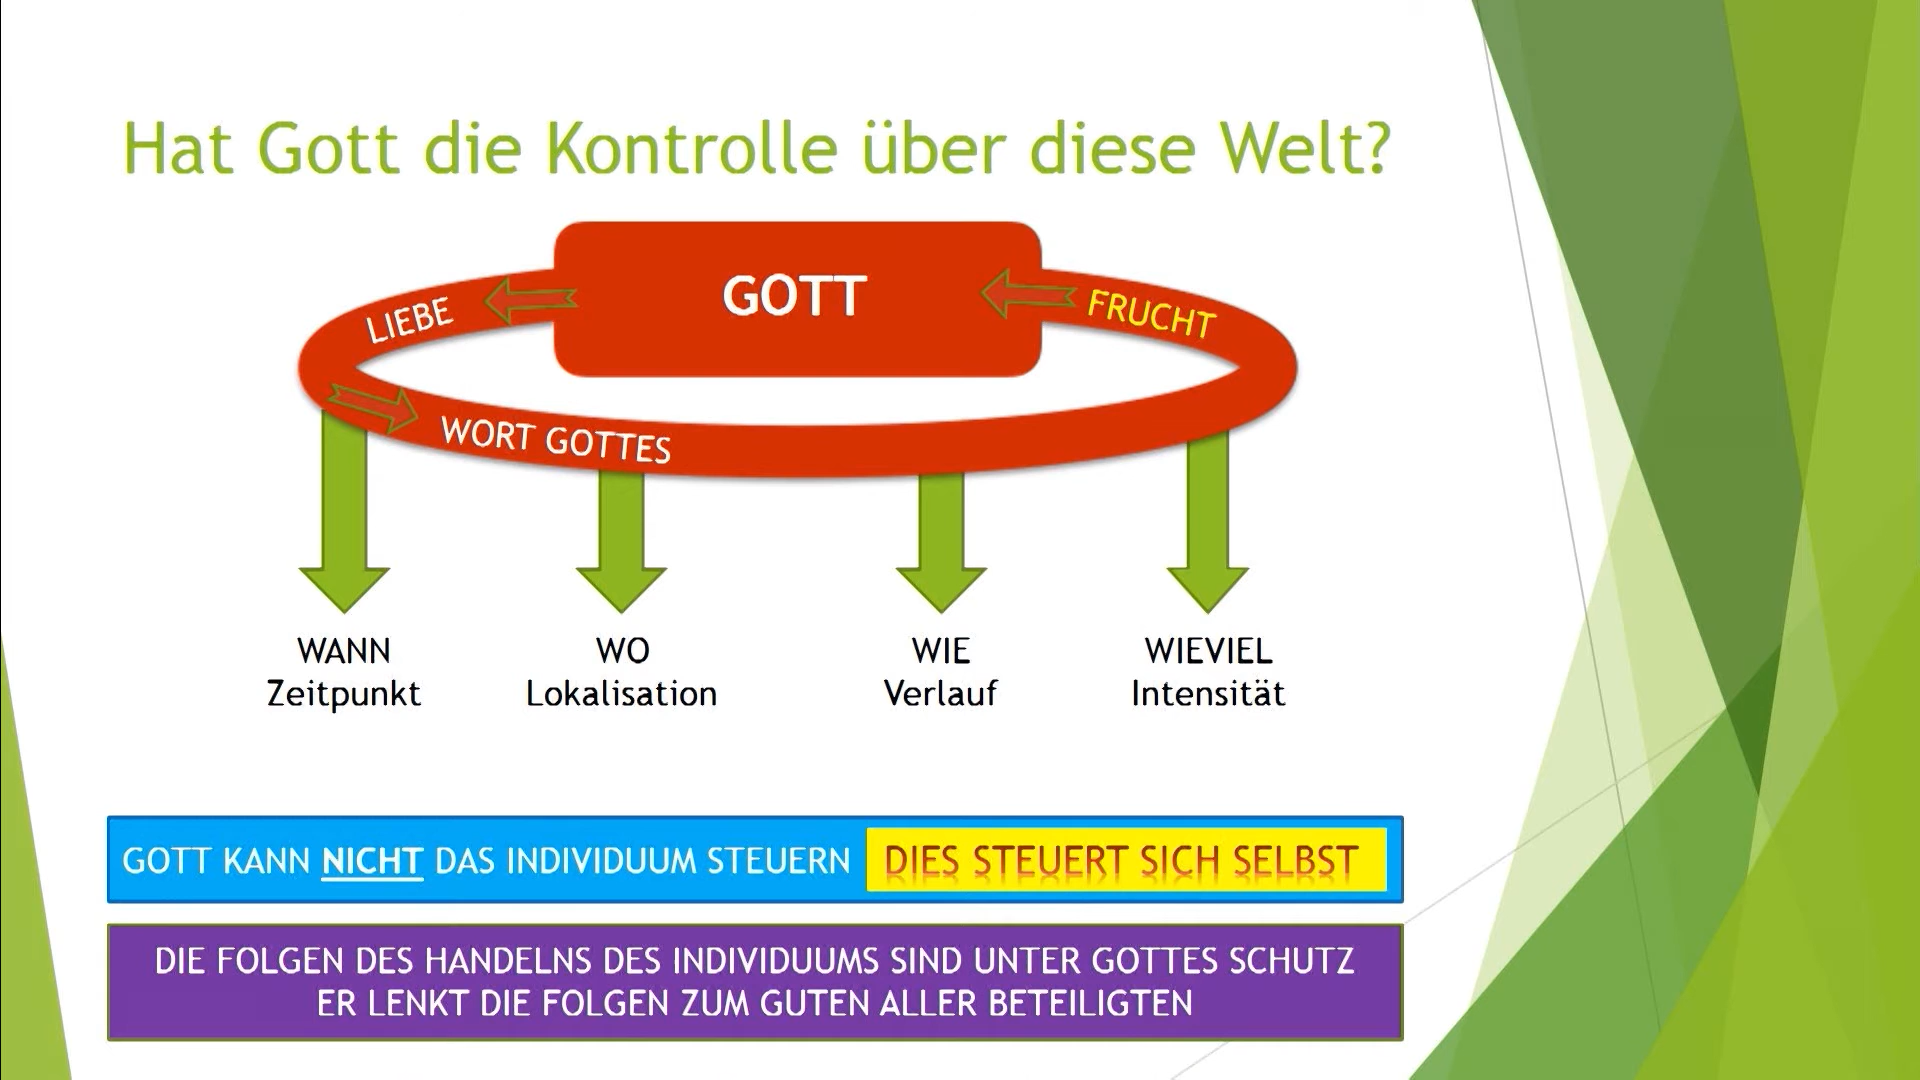 Hat Gott die Kontrolle über diese Welt?
GOTT
LIEBE
FRUCHT
WORT GOTTES
WANN
Zeitpunkt
WO
Lokalisation
WIE
Verlauf
WIEVIEL
Intensität
GOTT KANN NICHT DAS INDIVIDUUM STEUERN DIES STEUERT SICH SELBST
DIE FOLGEN DES HANDELNS DES INDIVIDUUMS SIND UNTER GOTTES SCHUTZ
ER LENKT DIE FOLGEN ZUM GUTEN ALLER BETEILIGTEN